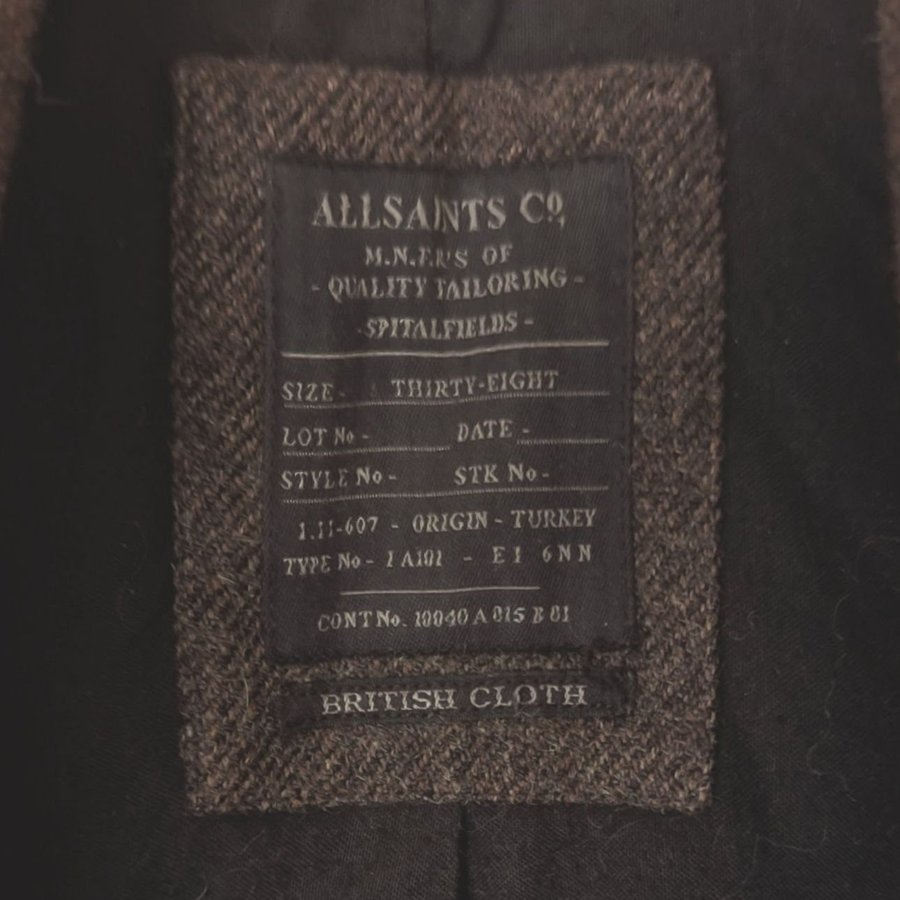 ALLSAINTS Co.
M.N.F.R'S OF
- QUALITY TAILORING -
- SPITALFIELDS -
SIZE - THIRTY-EIGHT
LOT No - DATE -
STYLE No - STK No -
1.11-607 - ORIGIN - TURKEY
TYPE No - 1A101 - E1 6NN
CONT No. 10040 A 015 B 01
BRITISH CLOTH